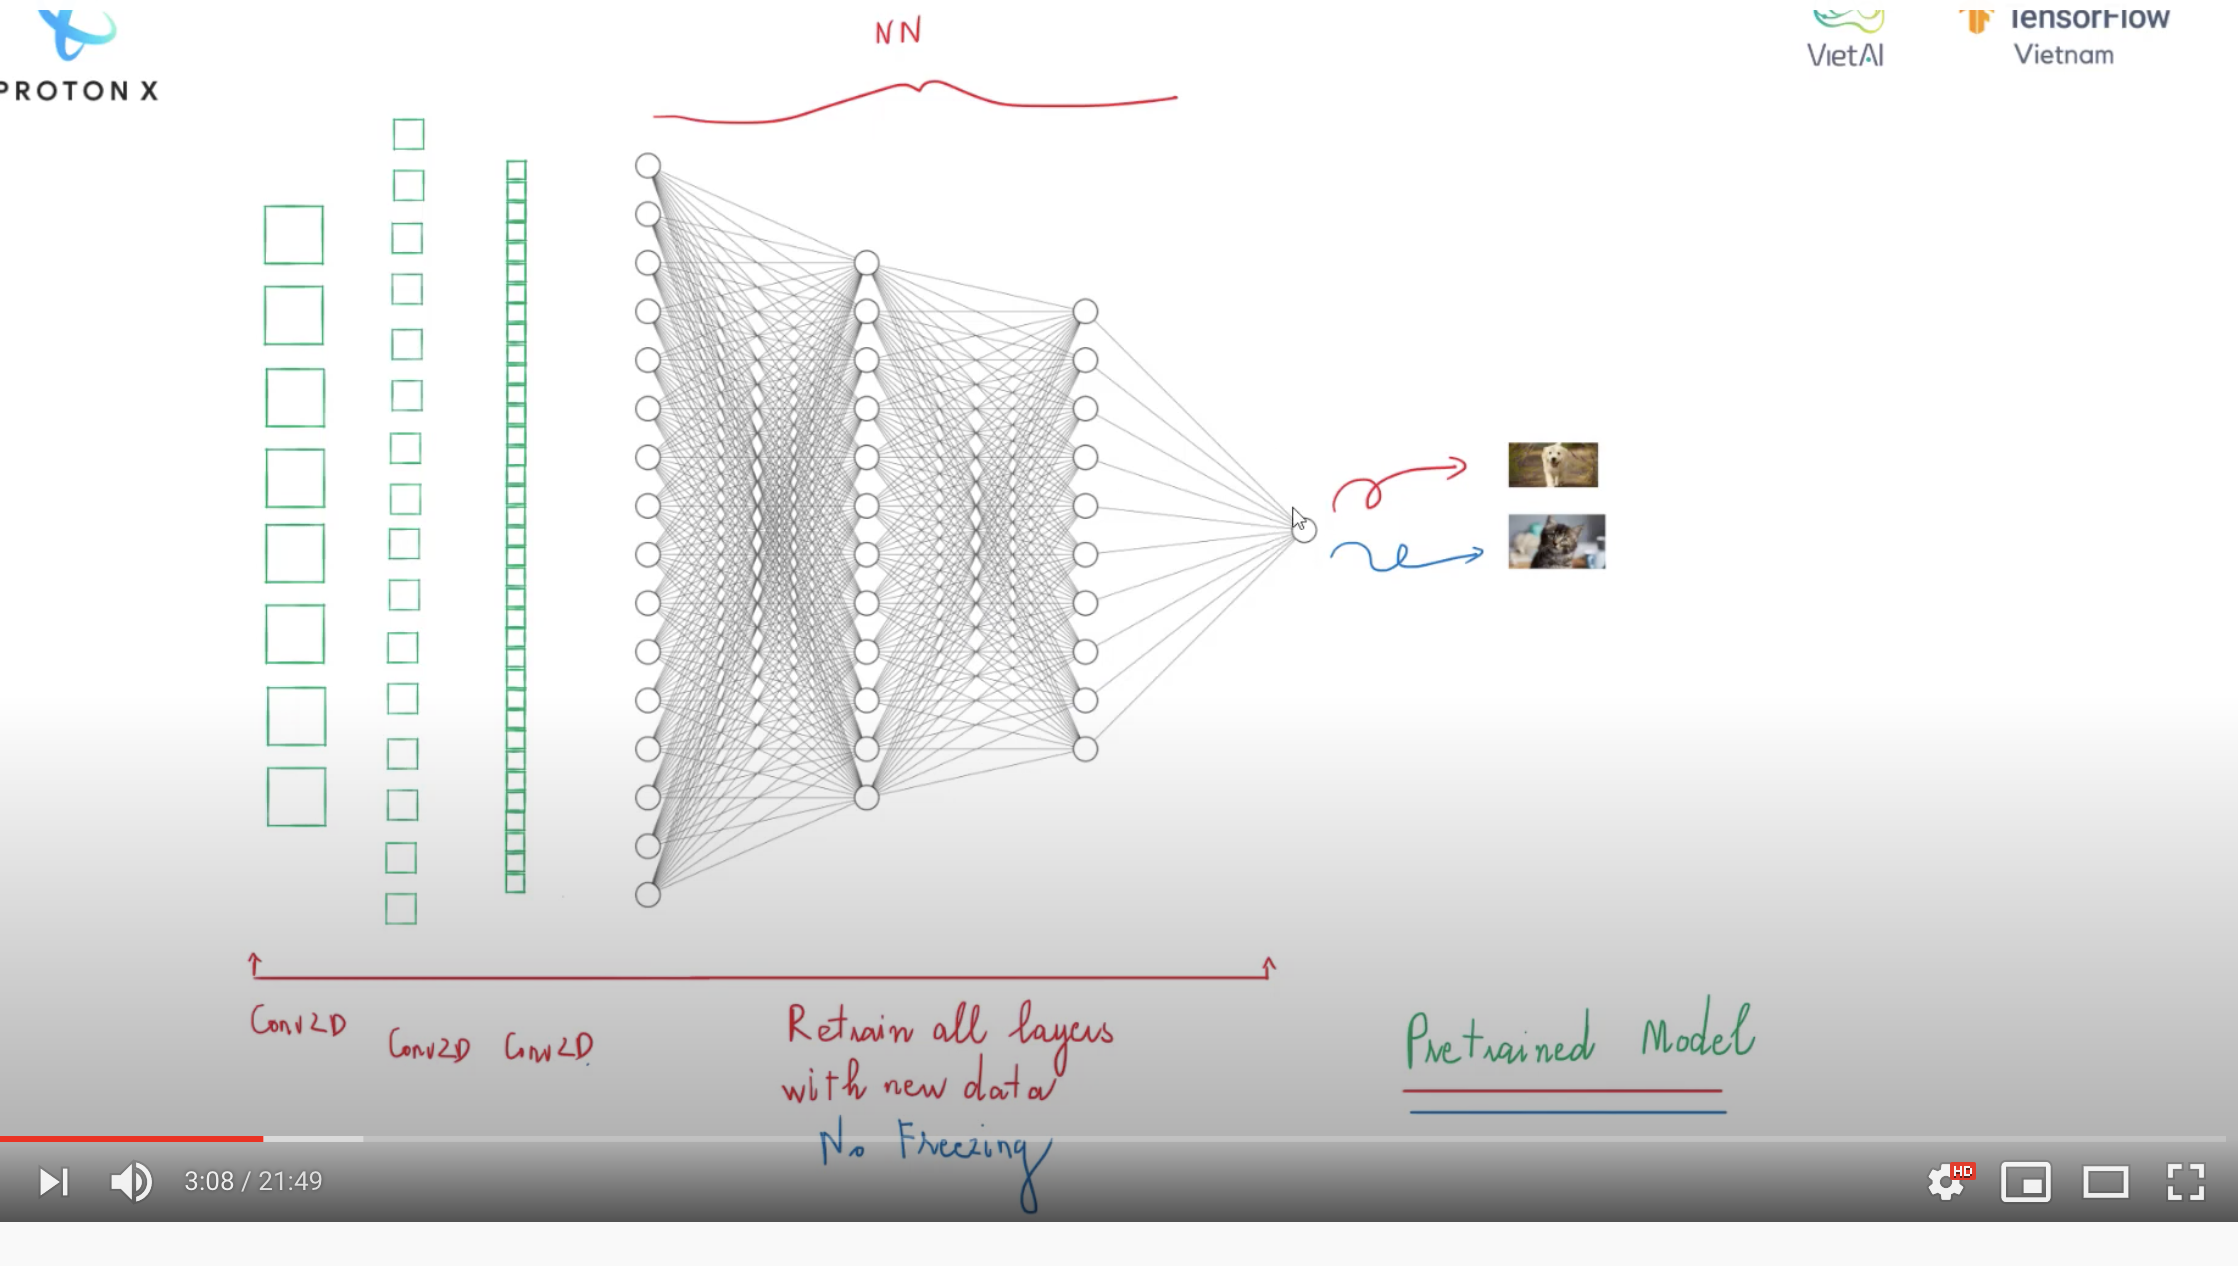 NN
PROTON X
VietAI
TensorFlow
Vietnam
Conv2D
Conv2D
Conv2D
Retrain all layers
with new data
No Freezing
Pretrained Model
3:08 / 21:49
HD